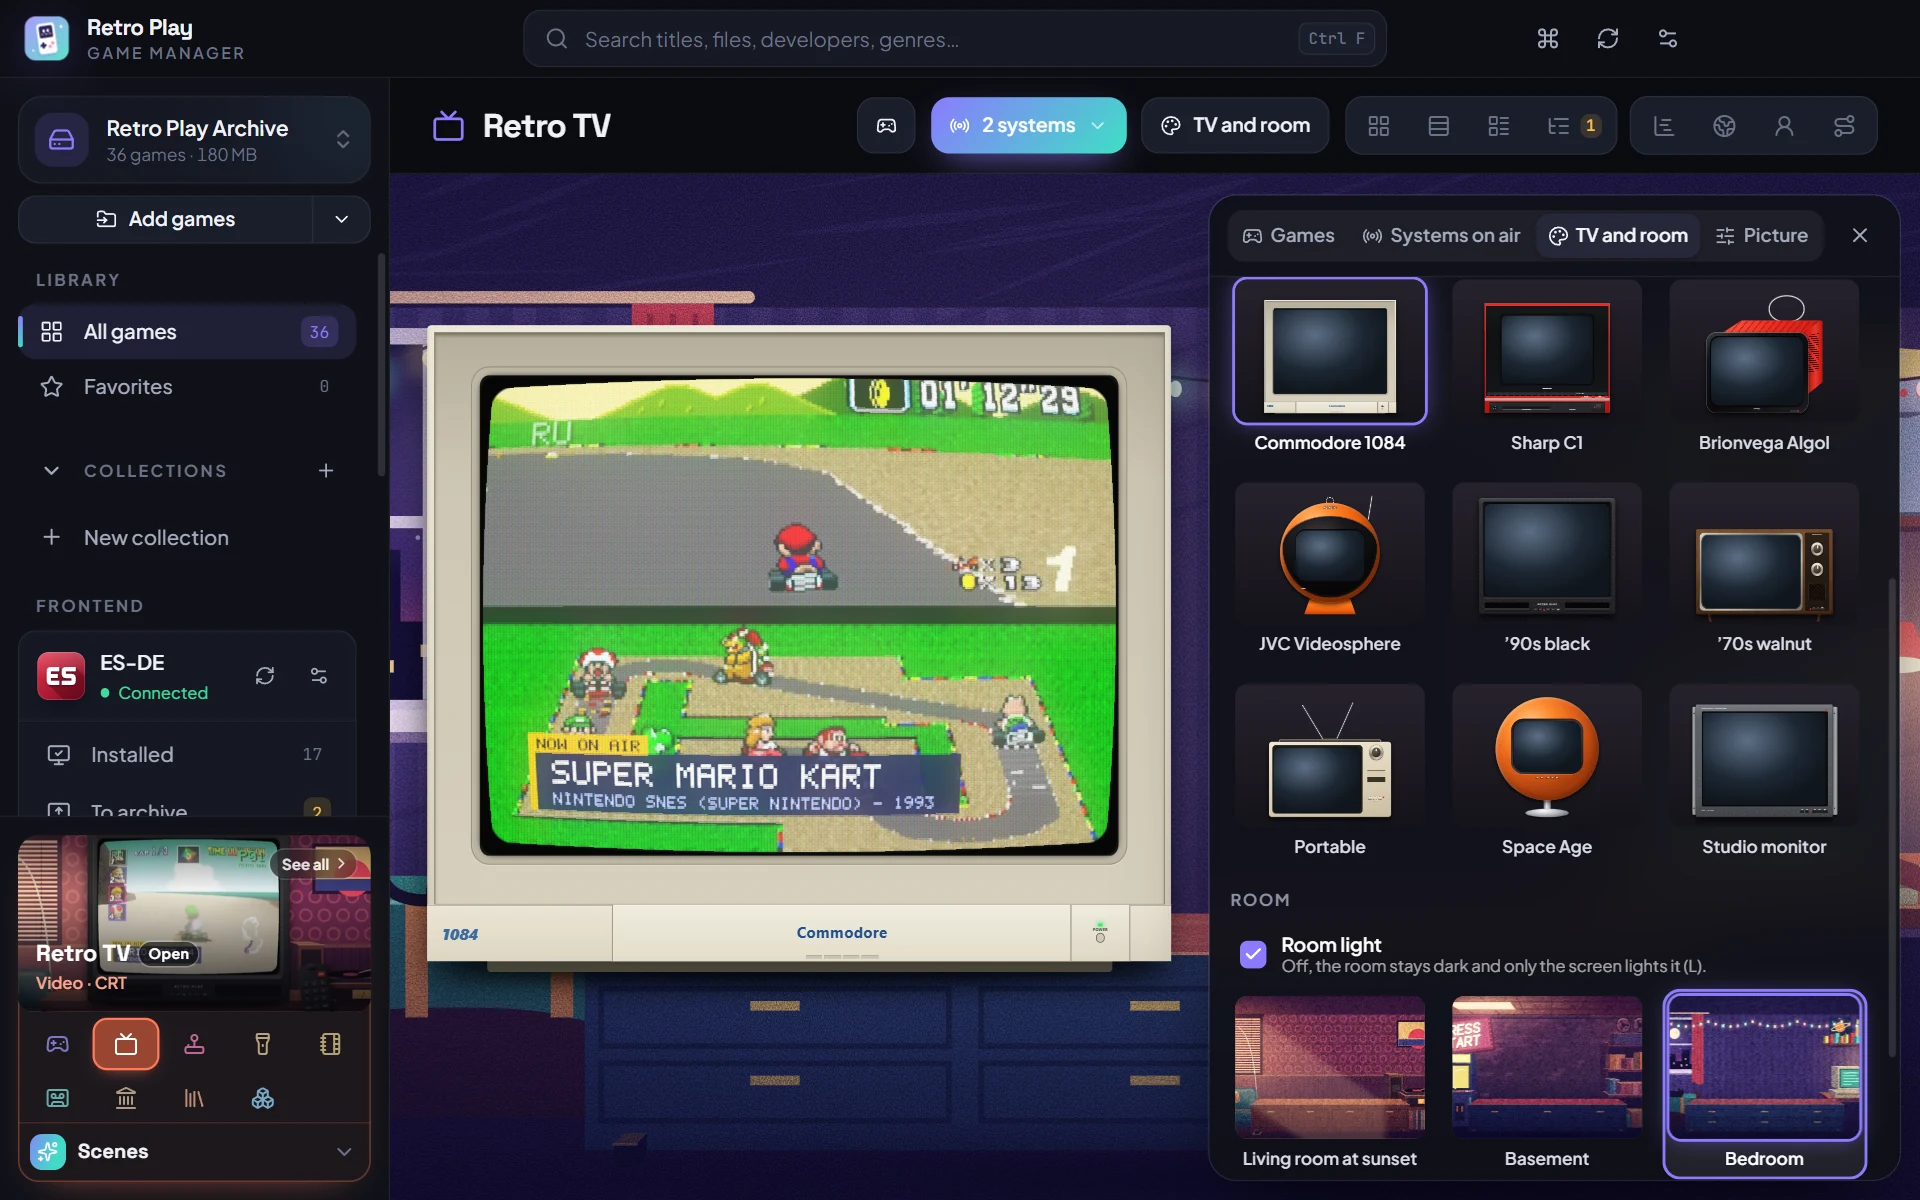 Retro Play
GAME MANAGER
Search titles, files, developers, genres…
Ctrl F
Retro Play Archive
36 games · 180 MB
Add games
LIBRARY
All games
36
Favorites
0
COLLECTIONS
New collection
FRONTEND
ES
ES-DE
Connected
Installed
17
To archive
2
See all
Retro TV
Open
Video · CRT
Scenes
Retro TV
2 systems
TV and room
1
01'12"29
RU
x 3
x 13
1
NOW ON AIR
SUPER MARIO KART
NINTENDO SNES (SUPER NINTENDO) - 1993
1084
Commodore
POWER
Games
Systems on air
TV and room
Picture
Commodore 1084
Sharp C1
Brionvega Algol
JVC Videosphere
’90s black
’70s walnut
Portable
Space Age
Studio monitor
ROOM
Room light
Off, the room stays dark and only the screen lights it (L).
Living room at sunset
Basement
Bedroom